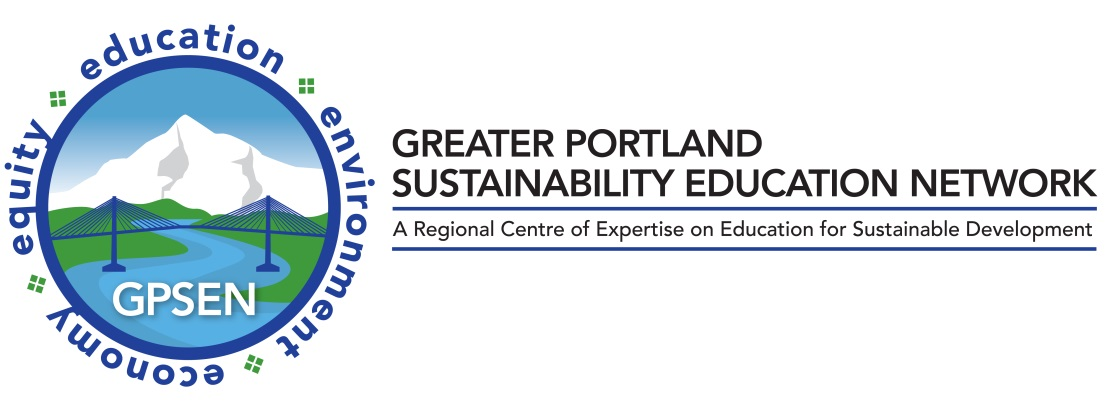 education
environment
economy
equity
GPSEN
GREATER PORTLAND
SUSTAINABILITY EDUCATION NETWORK
A Regional Centre of Expertise on Education for Sustainable Development